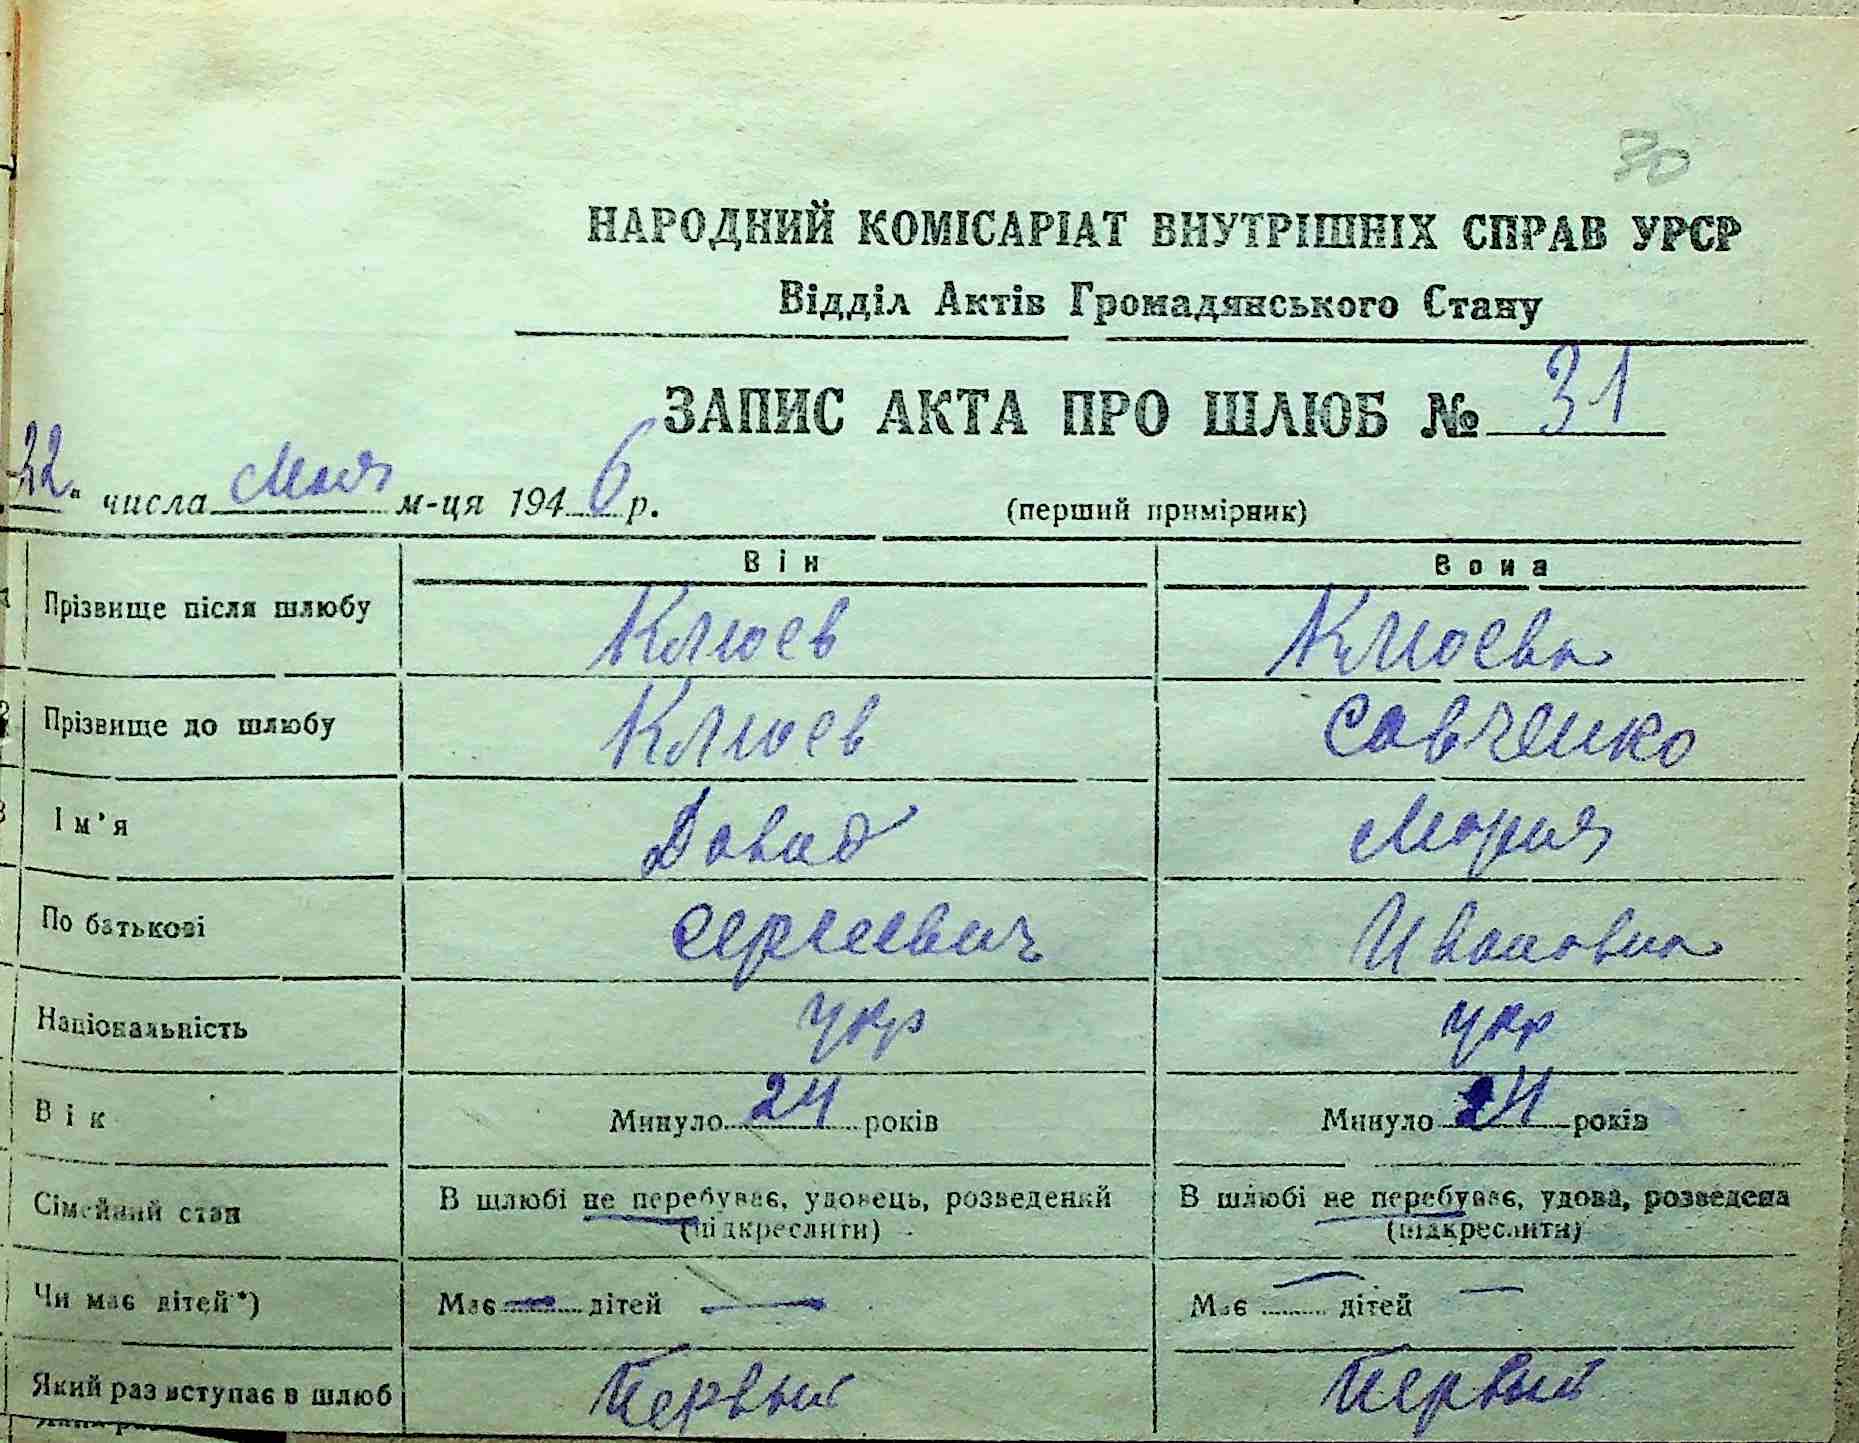 30
НАРОДНИЙ КОМІСАРІАТ ВНУТРІШНІХ СПРАВ УРСР
Відділ Актів Громадянського Стану
ЗАПИС АКТА ПРО ШЛЮБ № 31
22 " числа Мая м-ця 1946 р. (перший примірник)
Він Вона
Прізвище після шлюбу Клюев Клюева
Прізвище до шлюбу Клюев Савченко
Ім'я Давид Мария
По батькові Сергеевич Ивановна
Національність укр укр
Вік Минуло 24 років Минуло 24 років
Сімейний стан В шлюбі не перебуває, удовець, розведений В шлюбі не перебуває, удова, розведена
(підкреслити) (підкреслити)
Чи має дітей*) Має — дітей — Має — дітей —
Який раз вступає в шлюб Первый Первый